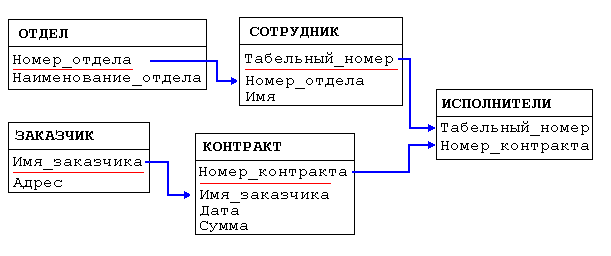 ОТДЕЛ
Номер_отдела
Наименование_отдела
СОТРУДНИК
Табельный_номер
Номер_отдела
Имя
ИСПОЛНИТЕЛИ
Табельный_номер
Номер_контракта
ЗАКАЗЧИК
Имя_заказчика
Адрес
КОНТРАКТ
Номер_контракта
Имя_заказчика
Дата
Сумма